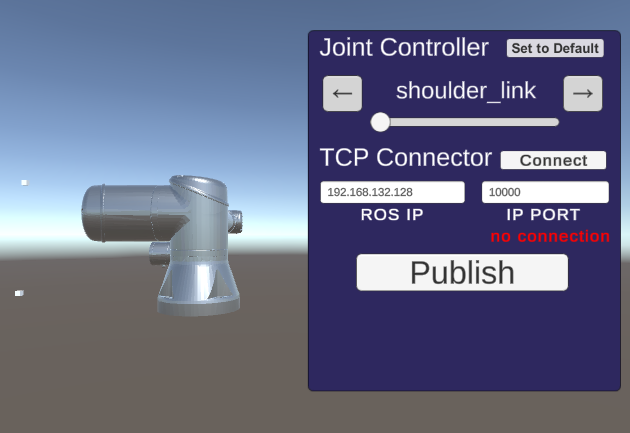 Joint Controller Set to Default
← shoulder_link →
TCP Connector Connect
192.168.132.128 10000
ROS IP IP PORT
no connection
Publish